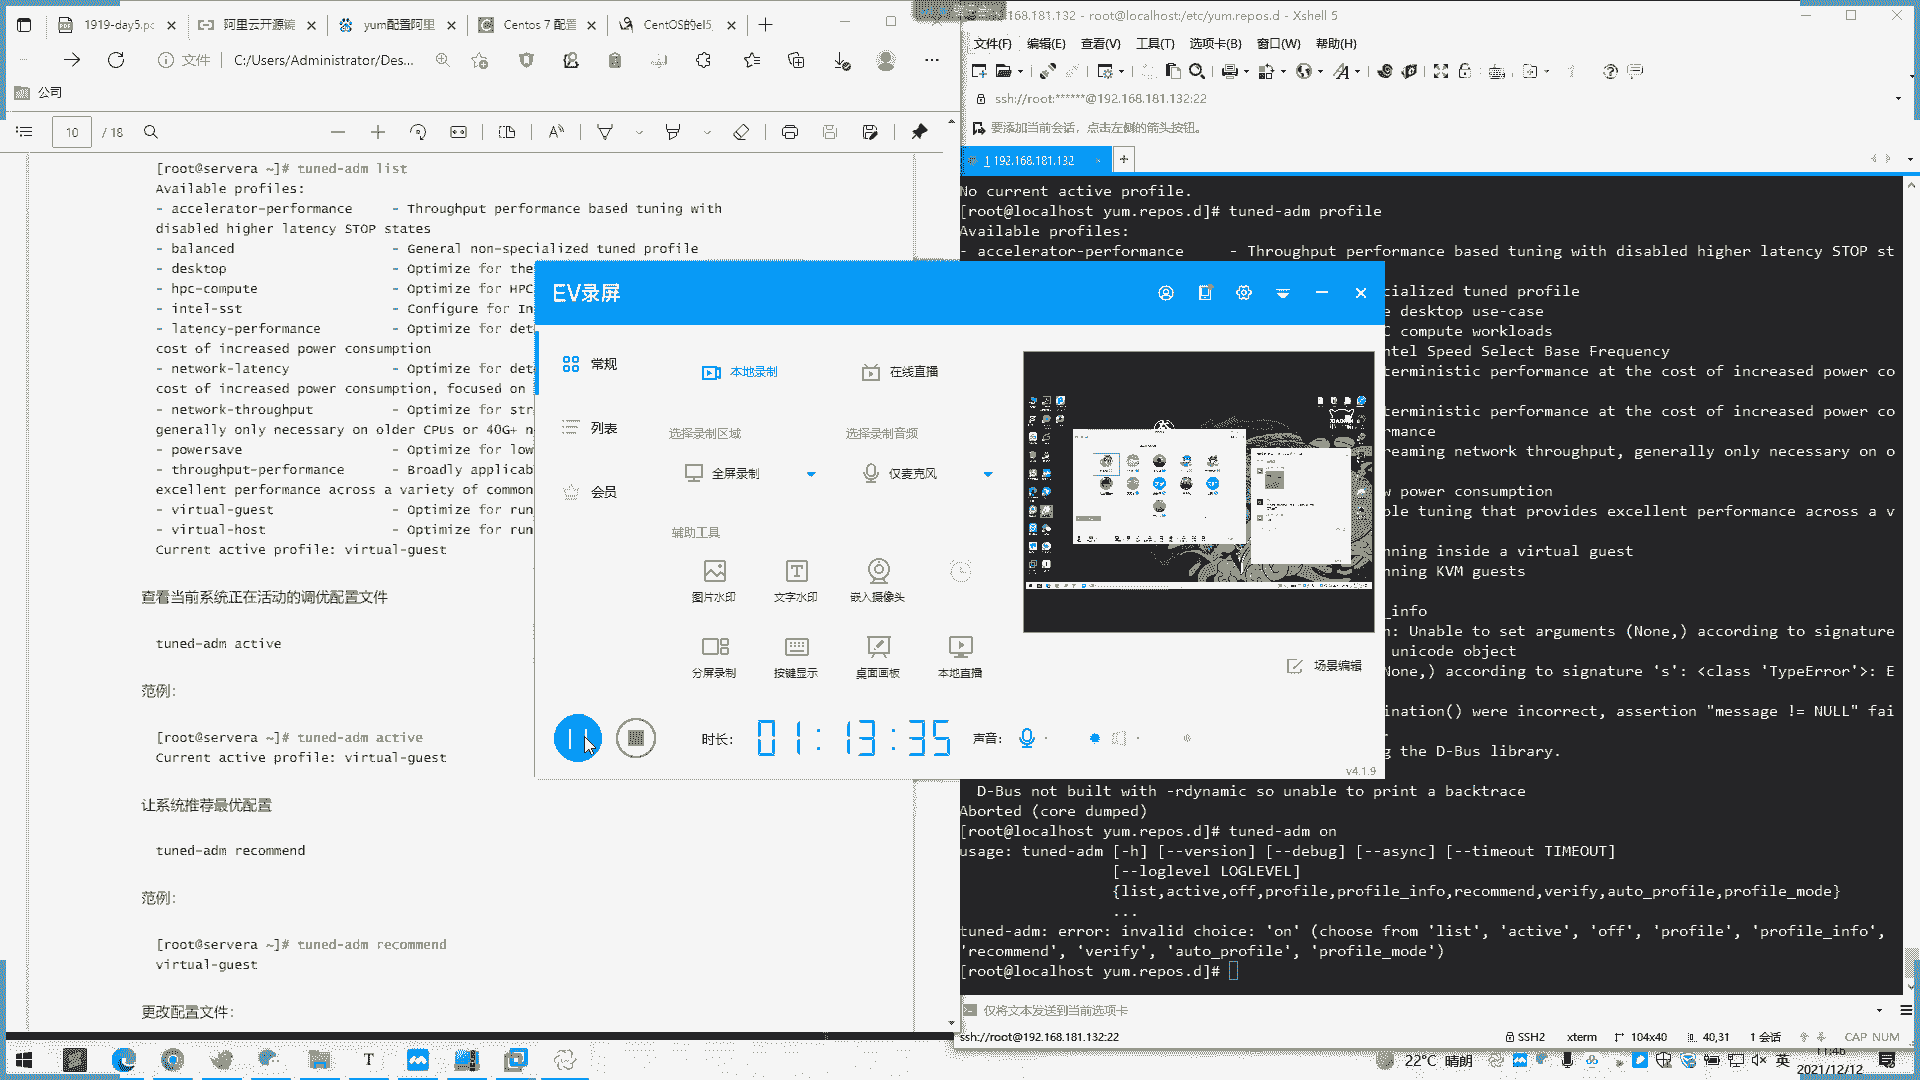 1919-day5.pc
阿里云开源镜
yum配置阿里
Centos 7 配置
CentOS的el5
文件
C:/Users/Administrator/Des...
公司
10 / 18
[root@servera ~]# tuned-adm list
Available profiles:
- accelerator-performance - Throughput performance based tuning with
disabled higher latency STOP states
- balanced - General non-specialized tuned profile
- desktop - Optimize for the
- hpc-compute - Optimize for HPC
- intel-sst - Configure for In
- latency-performance - Optimize for det
cost of increased power consumption
- network-latency - Optimize for det
cost of increased power consumption, focused on
- network-throughput - Optimize for str
generally only necessary on older CPUs or 40G+ n
- powersave - Optimize for low
- throughput-performance - Broadly applicab
excellent performance across a variety of common
- virtual-guest - Optimize for run
- virtual-host - Optimize for run
Current active profile: virtual-guest
查看当前系统正在活动的调优配置文件
tuned-adm active
范例：
[root@servera ~]# tuned-adm active
Current active profile: virtual-guest
让系统推荐最优配置
tuned-adm recommend
范例：
[root@servera ~]# tuned-adm recommend
virtual-guest
更改配置文件：
EV录屏
常规
列表
会员
本地录制
在线直播
选择录制区域
选择录制音频
全屏录制
仅麦克风
辅助工具
图片水印
文字水印
嵌入摄像头
分屏录制
按键显示
桌面画板
本地直播
场景编辑
时长：
01:13:35
声音：
v4.1.9
.168.181.132 - root@localhost:/etc/yum.repos.d - Xshell 5
文件(F) 编辑(E) 查看(V) 工具(T) 选项卡(B) 窗口(W) 帮助(H)
ssh://root:******@192.168.181.132:22
要添加当前会话，点击左侧的箭头按钮。
1 192.168.181.132
No current active profile.
[root@localhost yum.repos.d]# tuned-adm profile
Available profiles:
- accelerator-performance - Throughput performance based tuning with disabled higher latency STOP st
cialized tuned profile
e desktop use-case
C compute workloads
ntel Speed Select Base Frequency
terministic performance at the cost of increased power co
terministic performance at the cost of increased power co
rmance
reaming network throughput, generally only necessary on o
w power consumption
ble tuning that provides excellent performance across a v
nning inside a virtual guest
nning KVM guests
_info
n: Unable to set arguments (None,) according to signature
unicode object
None,) according to signature 's': <class 'TypeError'>: E
ination() were incorrect, assertion "message != NULL" fai
g the D-Bus library.
D-Bus not built with -rdynamic so unable to print a backtrace
Aborted (core dumped)
[root@localhost yum.repos.d]# tuned-adm on
usage: tuned-adm [-h] [--version] [--debug] [--async] [--timeout TIMEOUT]
[--loglevel LOGLEVEL]
{list,active,off,profile,profile_info,recommend,verify,auto_profile,profile_mode}
...
tuned-adm: error: invalid choice: 'on' (choose from 'list', 'active', 'off', 'profile', 'profile_info',
'recommend', 'verify', 'auto_profile', 'profile_mode')
[root@localhost yum.repos.d]#
仅将文本发送到当前选项卡
ssh://root@192.168.181.132:22
SSH2
xterm
104x40
40,31
1 会话
CAP NUM
22°C 晴朗
英
11:46
2021/12/12